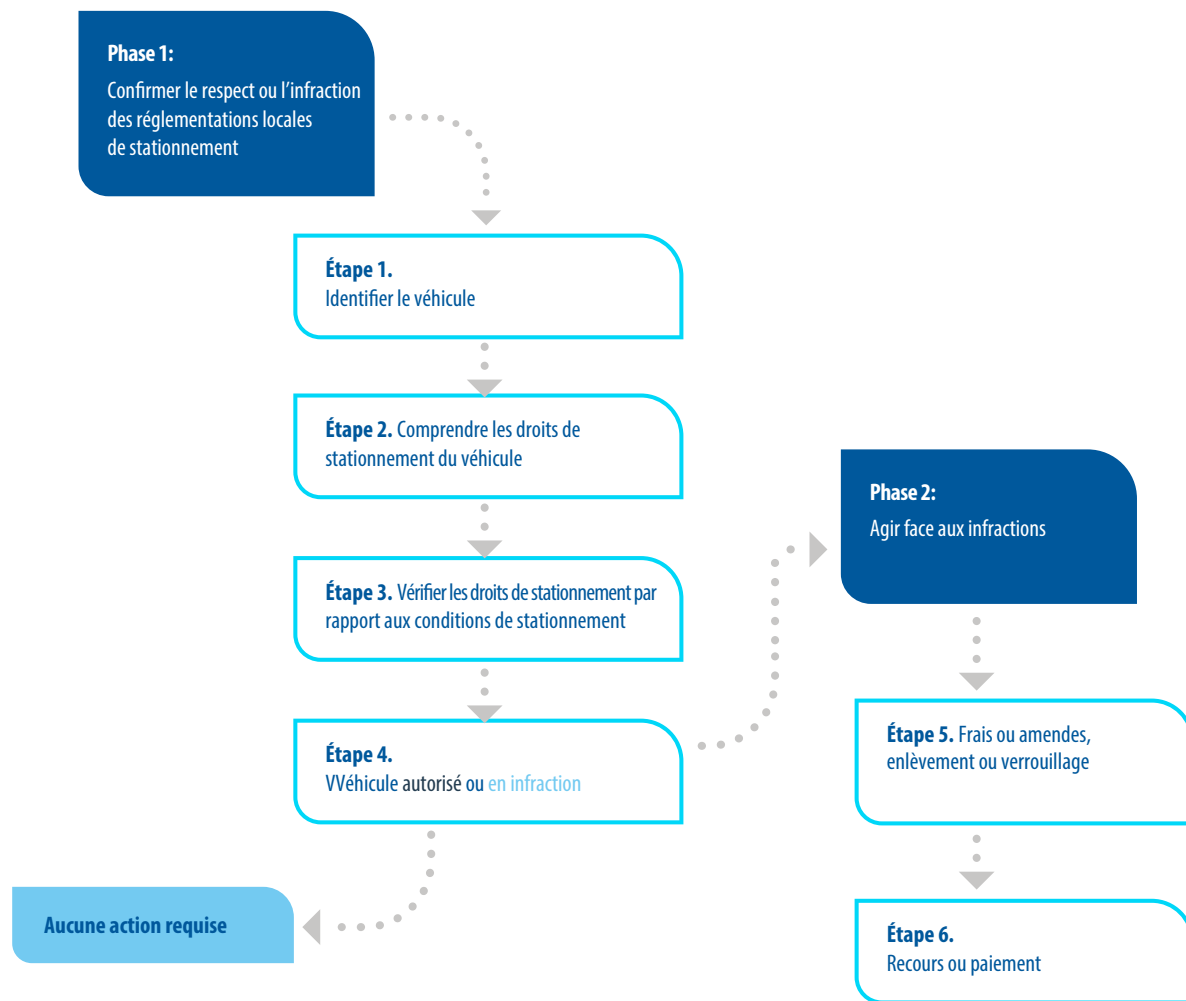 Phase 1:
Confirmer le respect ou l’infraction
des réglementations locales
de stationnement
Étape 1.
Identifier le véhicule
Étape 2. Comprendre les droits de
stationnement du véhicule
Étape 3. Vérifier les droits de stationnement par
rapport aux conditions de stationnement
Étape 4.
VVéhicule autorisé ou en infraction
Aucune action requise
Phase 2:
Agir face aux infractions
Étape 5. Frais ou amendes,
enlèvement ou verrouillage
Étape 6.
Recours ou paiement